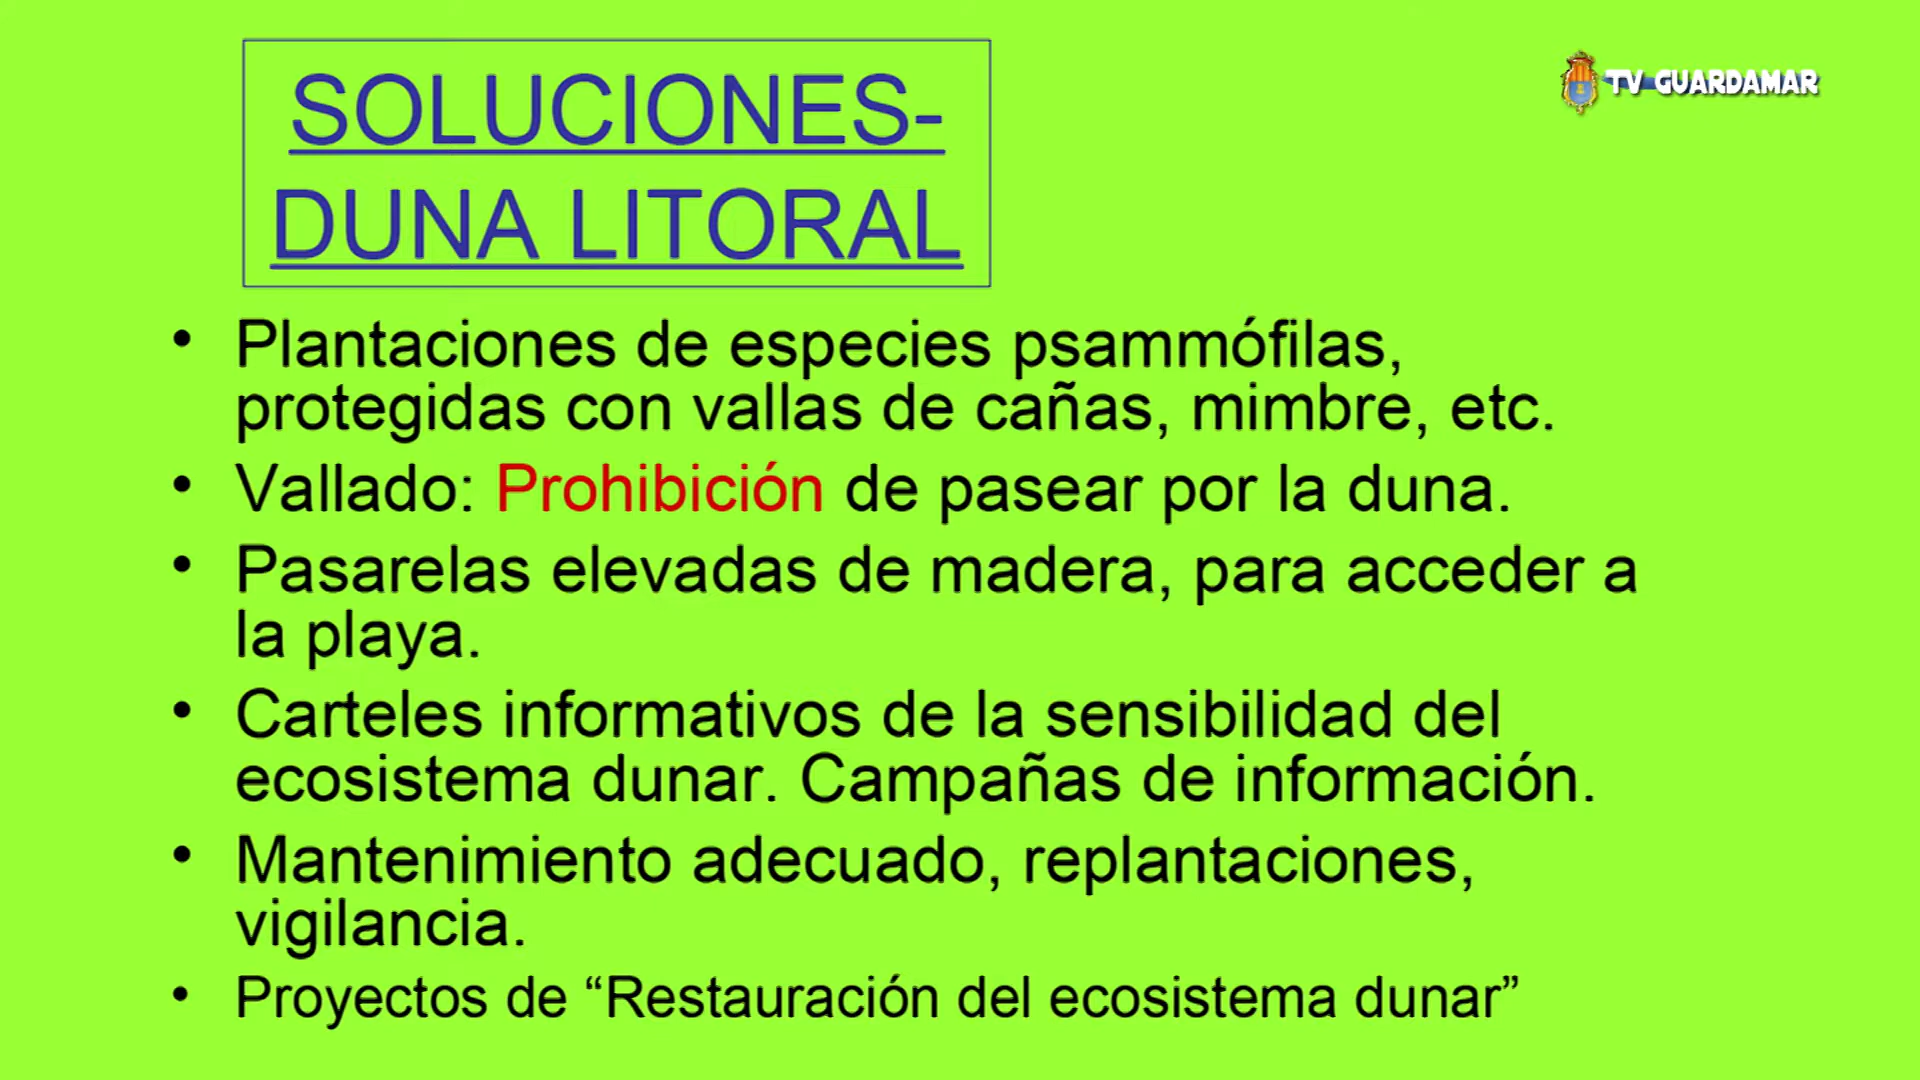 SOLUCIONES-
DUNA LITORAL
TV GUARDAMAR
• Plantaciones de especies psammófilas,
protegidas con vallas de cañas, mimbre, etc.
• Vallado: Prohibición de pasear por la duna.
• Pasarelas elevadas de madera, para acceder a
la playa.
• Carteles informativos de la sensibilidad del
ecosistema dunar. Campañas de información.
• Mantenimiento adecuado, replantaciones,
vigilancia.
• Proyectos de “Restauración del ecosistema dunar”